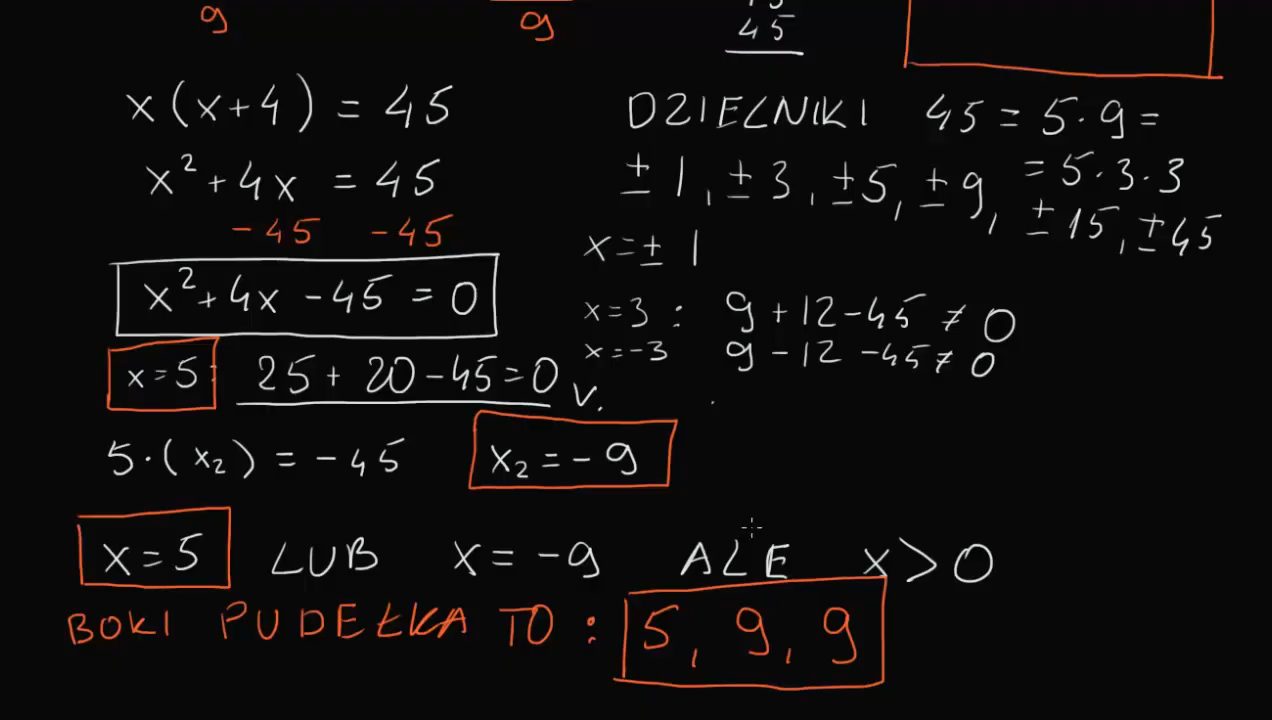 9 9
45
x(x+4) = 45
x²+4x = 45
-45 -45
x²+4x-45=0
x=5 25+20-45=0 v.
5·(x₂) = -45 x₂=-9
DZIELNIKI 45=5·9=
=5·3·3
±1, ±3, ±5, ±9, ±15, ±45
x=±1
x=3: 9+12-45≠0
x=-3 9-12-45≠0
x=5 LUB x=-9 ALE x>0
BOKI PUDEŁKA TO: 5, 9, 9